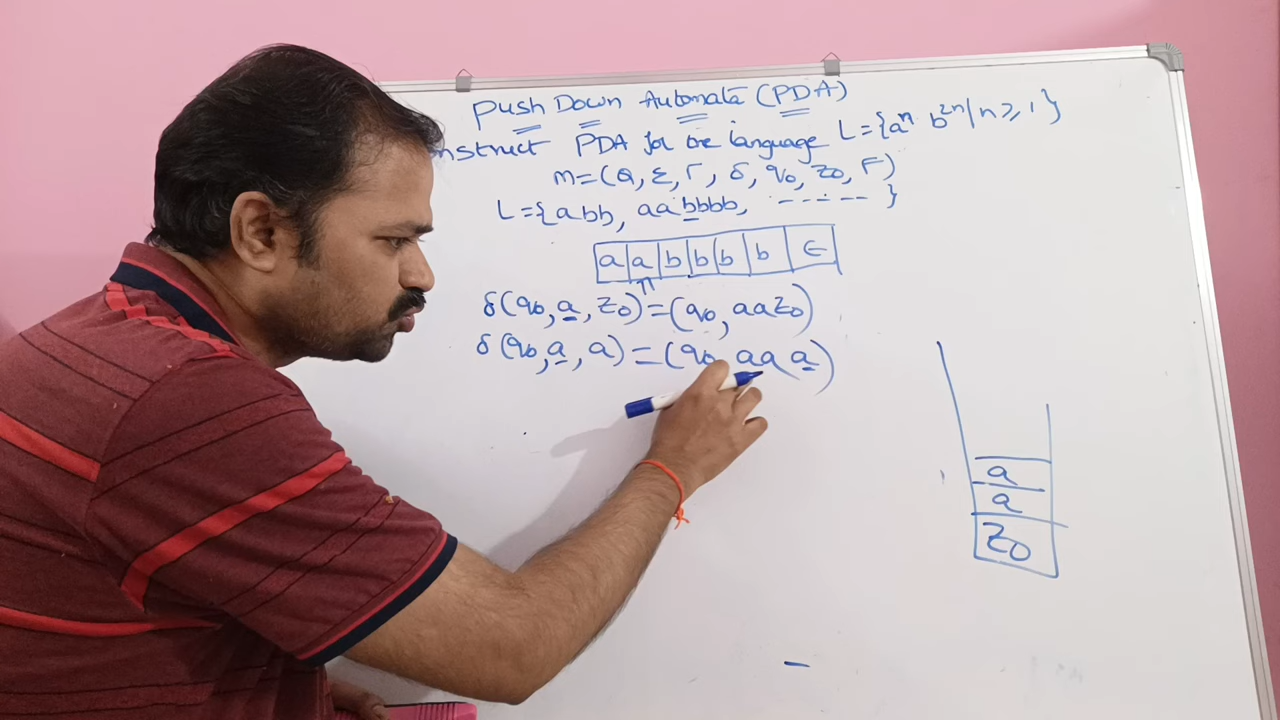 Push Down Automata (PDA)
nstruct PDA for the language L={aⁿ b²ⁿ/n≥1}
m=(Q, Σ, Γ, δ, q₀, z₀, F)
L={abb, aabbbb, ------ }
a a b b b b ∈
δ(q₀, a, z₀)=(q₀, aaz₀)
δ(q₀, a, a)=(q₀, aaa)
a
a
z₀